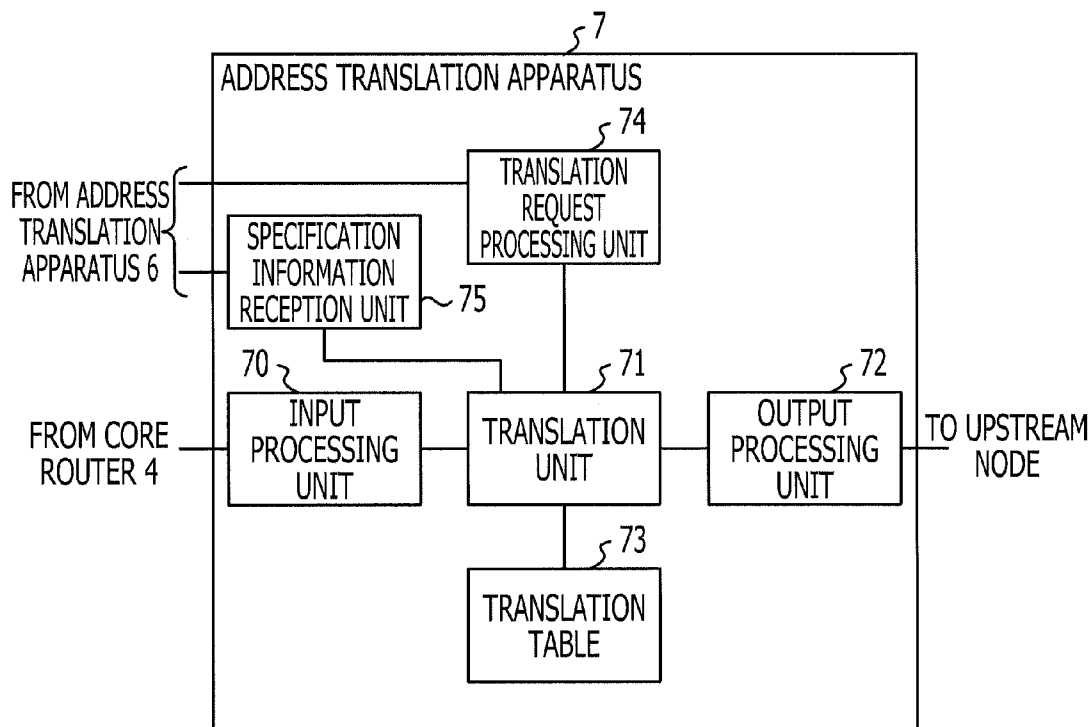 7
ADDRESS TRANSLATION APPARATUS
74
TRANSLATION
REQUEST
PROCESSING UNIT
FROM ADDRESS
TRANSLATION
APPARATUS 6
SPECIFICATION
INFORMATION
RECEPTION UNIT
75
70
INPUT
PROCESSING
UNIT
71
TRANSLATION
UNIT
72
OUTPUT
PROCESSING
UNIT
FROM CORE
ROUTER 4
TO UPSTREAM
NODE
73
TRANSLATION
TABLE